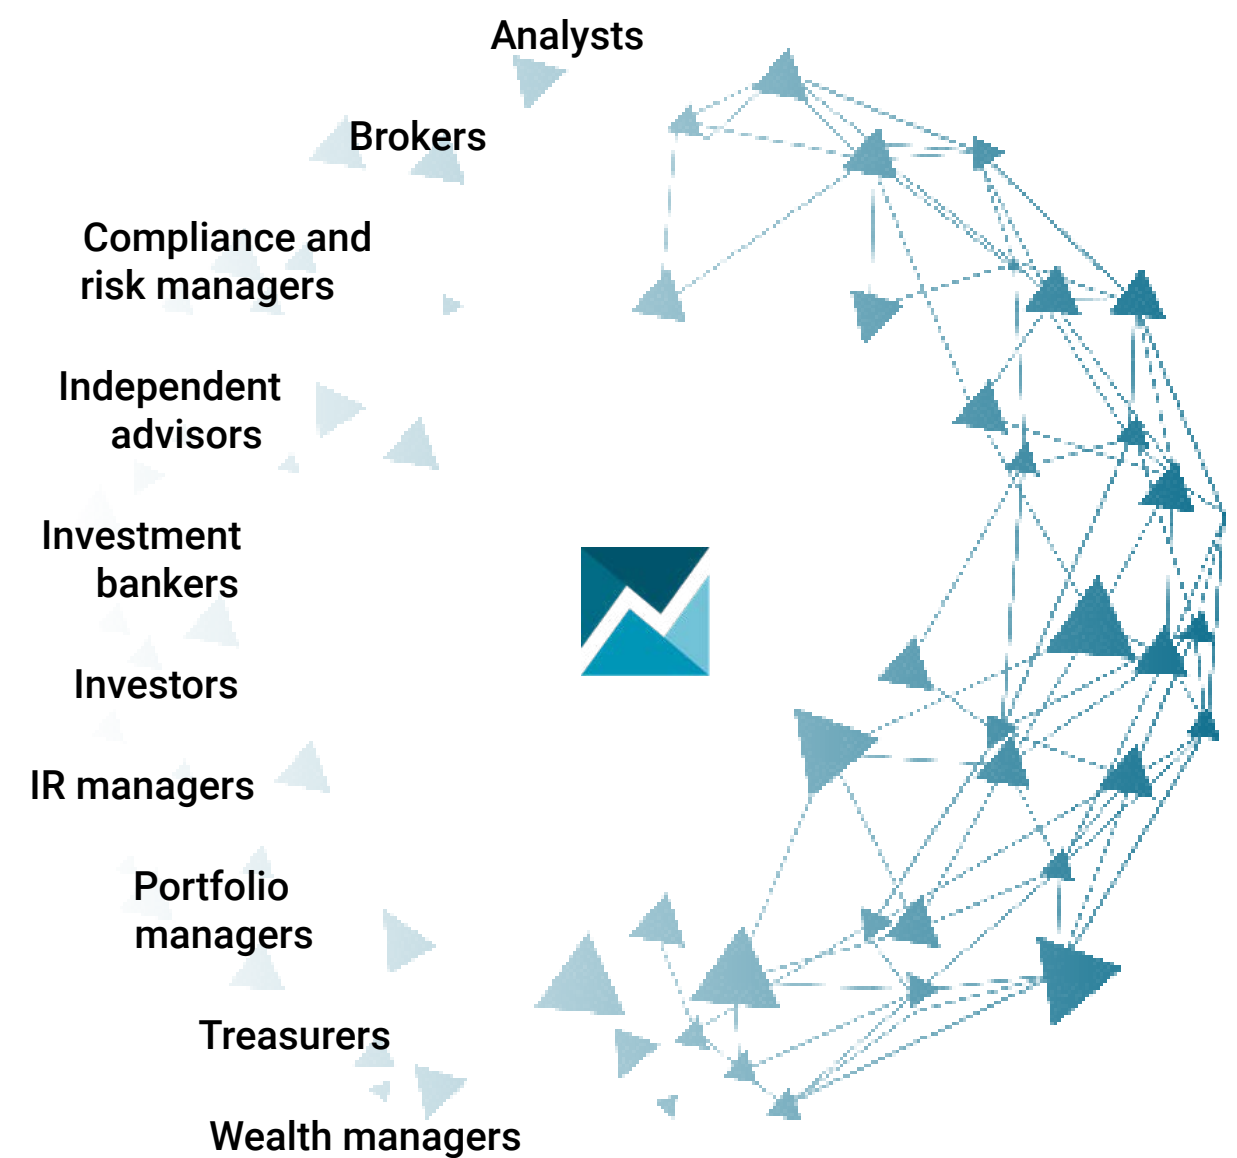 Analysts
Brokers
Compliance and
risk managers
Independent
advisors
Investment
bankers
Investors
IR managers
Portfolio
managers
Treasurers
Wealth managers